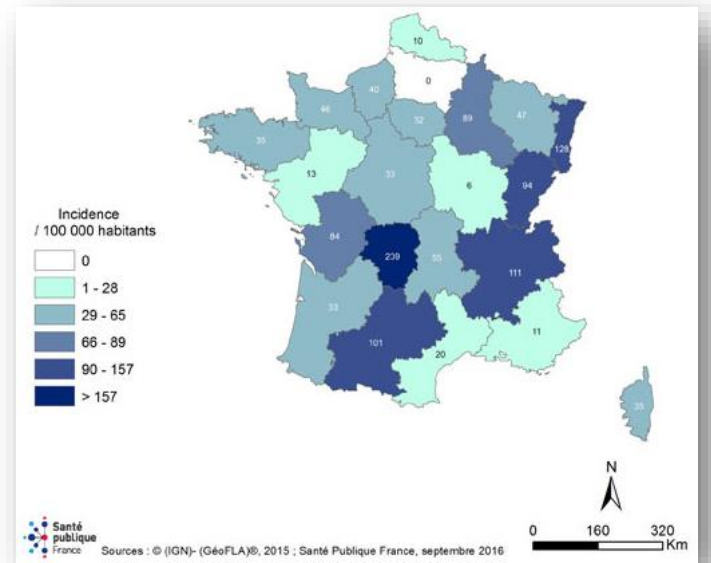 10
0
40
46
32
89
47
128
35
13
33
6
94
84
209
55
111
33
101
20
11
35
Incidence
/ 100 000 habitants
0
1 - 28
29 - 65
66 - 89
90 - 157
> 157
N
0 160 320
Km
Santé
publique
France
Sources : © (IGN)- (GéoFLA)®, 2015 ; Santé Publique France, septembre 2016